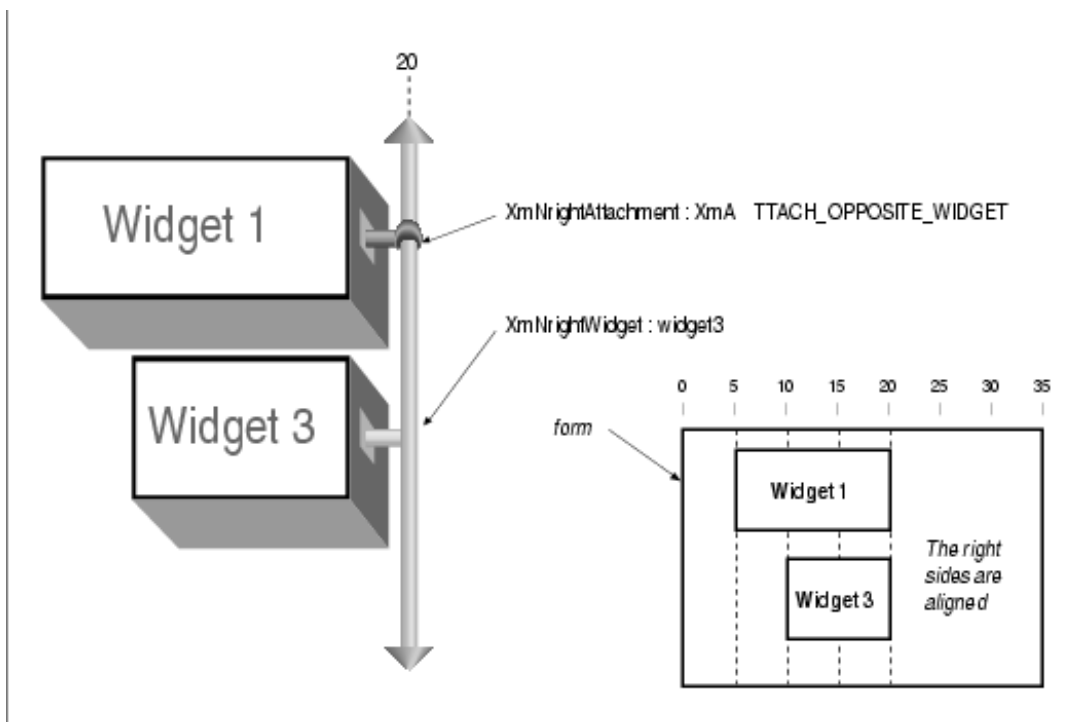 20
Widget 1
XmNrightAttachment : XmA TTACH_OPPOSITE_WIDGET
XmNrightWidget : widget3
Widget 3
0 5 10 15 20 25 30 35
form
Widget 1
The right
sides are
aligned
Widget 3